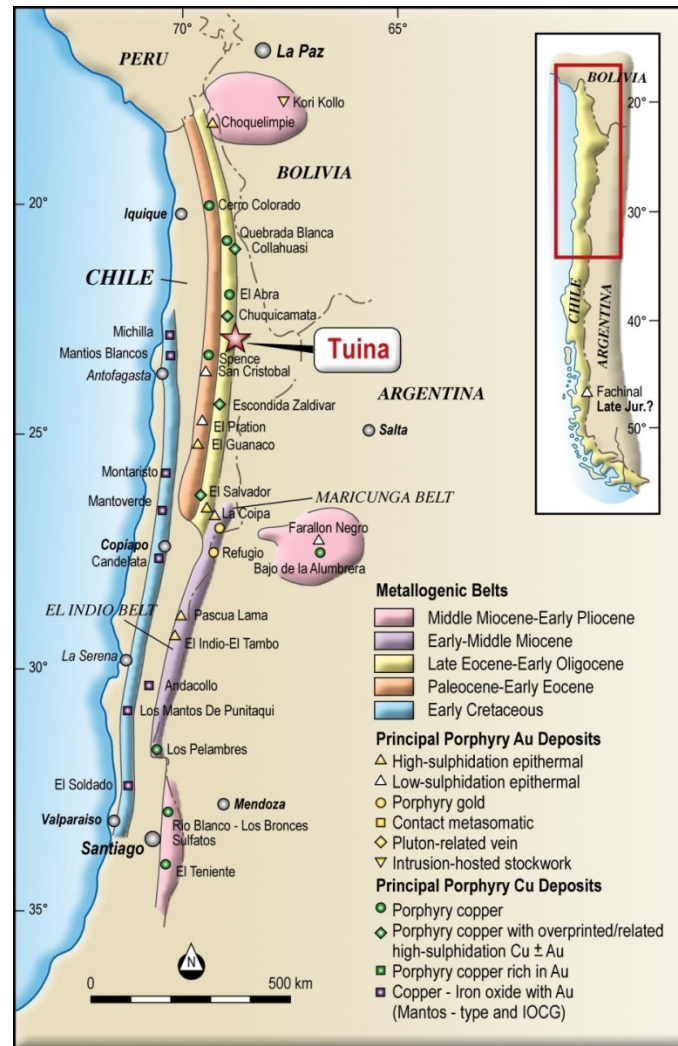 70°
65°
PERU
La Paz
Kori Kollo
Choquelimpie
BOLIVIA
20°
Iquique
Cerro Colorado
Quebrada Blanca
Collahuasi
CHILE
El Abra
Chuquicamata
Michilla
Tuina
Mantios Blancos
Spence
Antofagasta
San Cristobal
ARGENTINA
Escondida Zaldivar
El Pration
Salta
25°
El Guanaco
Montaristo
El Salvador
MARICUNGA BELT
Mantoverde
La Coipa
Farallon Negro
Copiapo
Refugio
Bajo de la Alumbrera
Candelata
EL INDIO BELT
Pascua Lama
El Indio-El Tambo
La Serena
30°
Andacollo
Los Mantos De Punitaqui
Los Pelambres
El Soldado
Mendoza
Valparaiso
Rio Blanco - Los Bronces
Sulfatos
Santiago
El Teniente
35°
N
0
500 km
BOLIVIA
20°
30°
CHILE
ARGENTINA
40°
Fachinal
Late Jur.?
50°
Metallogenic Belts
Middle Miocene-Early Pliocene
Early-Middle Miocene
Late Eocene-Early Oligocene
Paleocene-Early Eocene
Early Cretaceous
Principal Porphyry Au Deposits
High-sulphidation epithermal
Low-sulphidation epithermal
Porphyry gold
Contact metasomatic
Pluton-related vein
Intrusion-hosted stockwork
Principal Porphyry Cu Deposits
Porphyry copper
Porphyry copper with overprinted/related
high-sulphidation Cu ± Au
Porphyry copper rich in Au
Copper - Iron oxide with Au
(Mantos - type and IOCG)